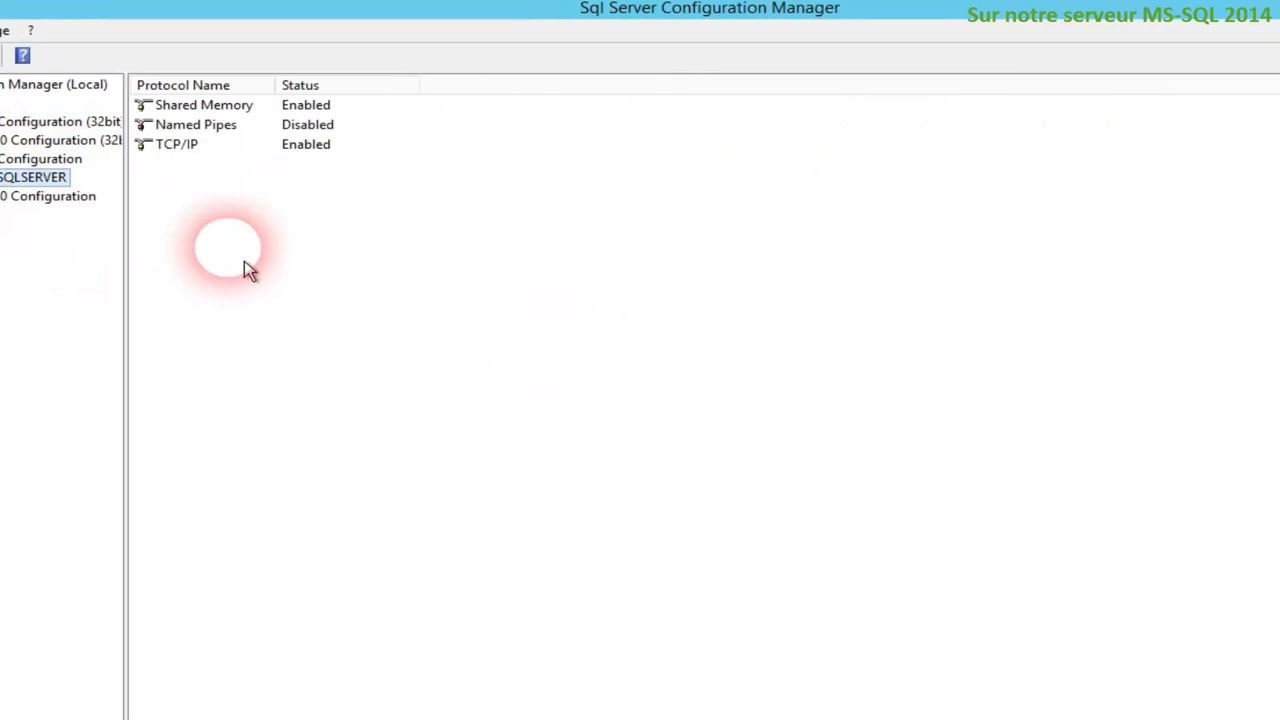 Sql Server Configuration Manager
Sur notre serveur MS-SQL 2014
ge ?
?
n Manager (Local)
Configuration (32bit
0 Configuration (32
Configuration
SQLSERVER
0 Configuration
Protocol Name Status
Shared Memory Enabled
Named Pipes Disabled
TCP/IP Enabled